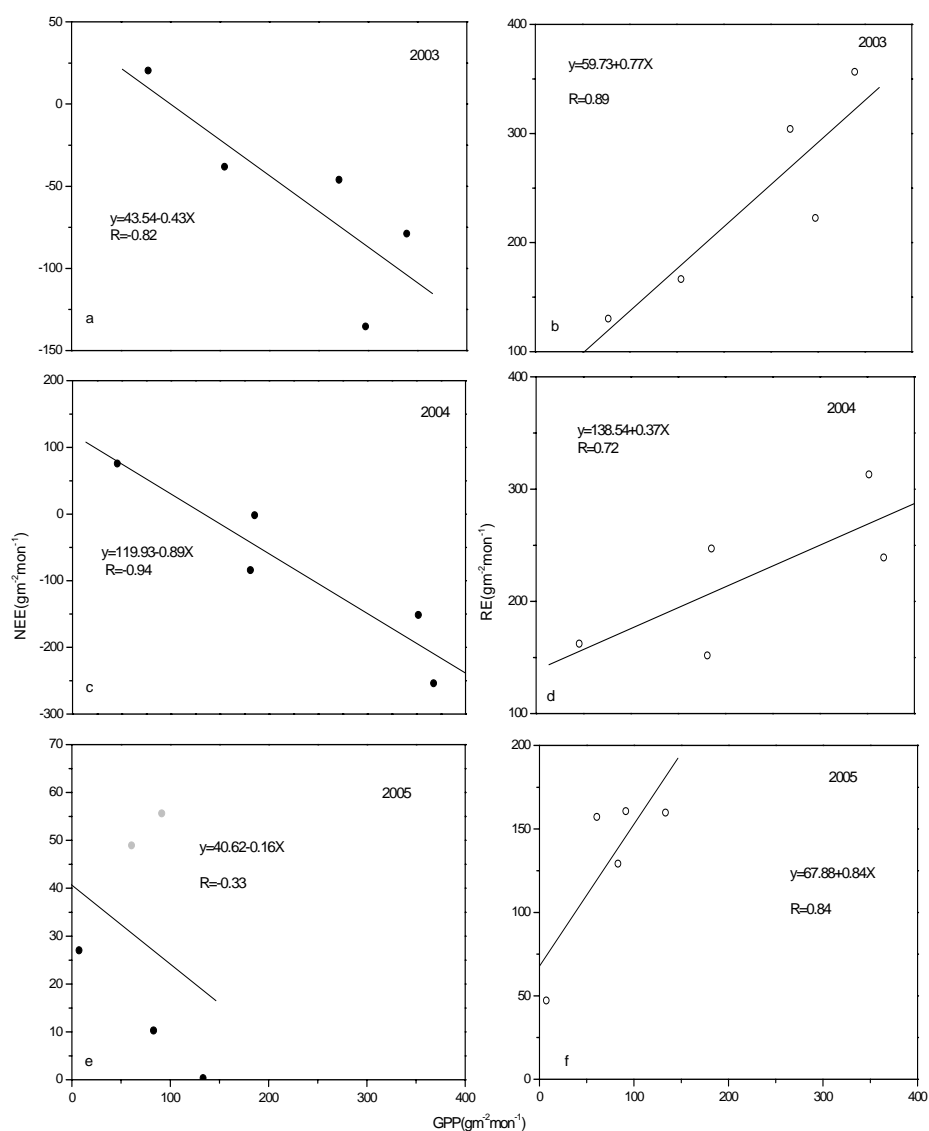 50
0
-50
-100
-150
2003
y=43.54-0.43X
R=-0.82
a
400
300
200
100
2003
y=59.73+0.77X
R=0.89
b
200
100
0
-100
-200
-300
2004
y=119.93-0.89X
R=-0.94
c
NEE(gm-2mon-1)
400
300
200
100
2004
y=138.54+0.37X
R=0.72
d
RE(gm-2mon-1)
70
60
50
40
30
20
10
0
2005
y=40.62-0.16X
R=-0.33
e
0 100 200 300 400
200
150
100
50
0
2005
y=67.88+0.84X
R=0.84
f
0 100 200 300 400
GPP(gm-2mon-1)